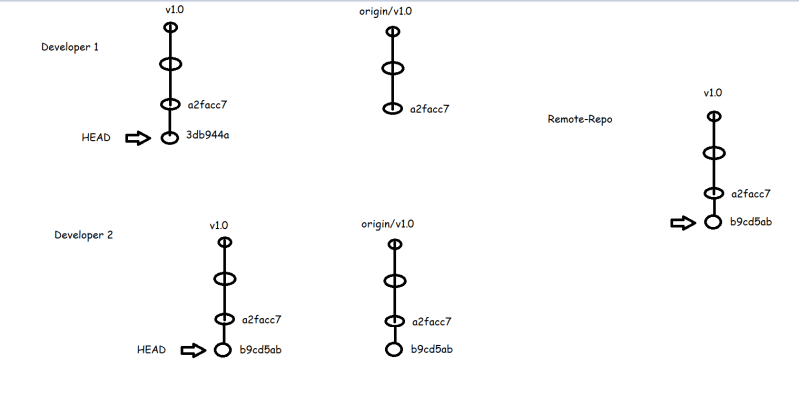 v1.0
origin/v1.0
Developer 1
a2facc7
a2facc7
HEAD
3db944a
v1.0
Remote-Repo
a2facc7
b9cd5ab
Developer 2
v1.0
origin/v1.0
a2facc7
a2facc7
HEAD
b9cd5ab
b9cd5ab